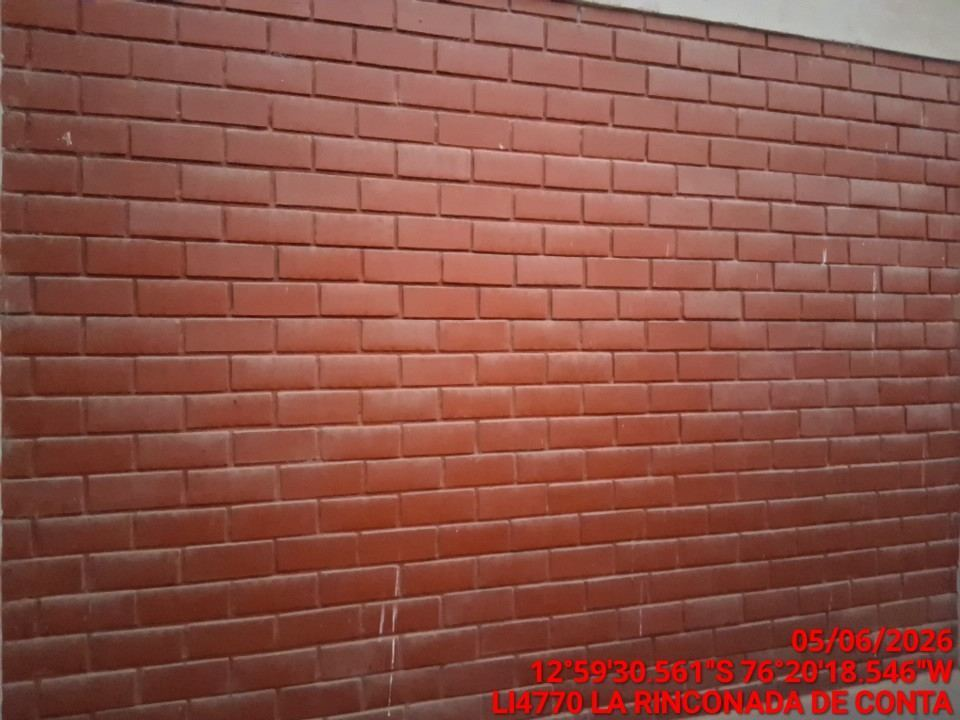 05/06/2026
12°59'30.561"S 76°20'18.546"W
LI4770 LA RINCONADA DE CONTA